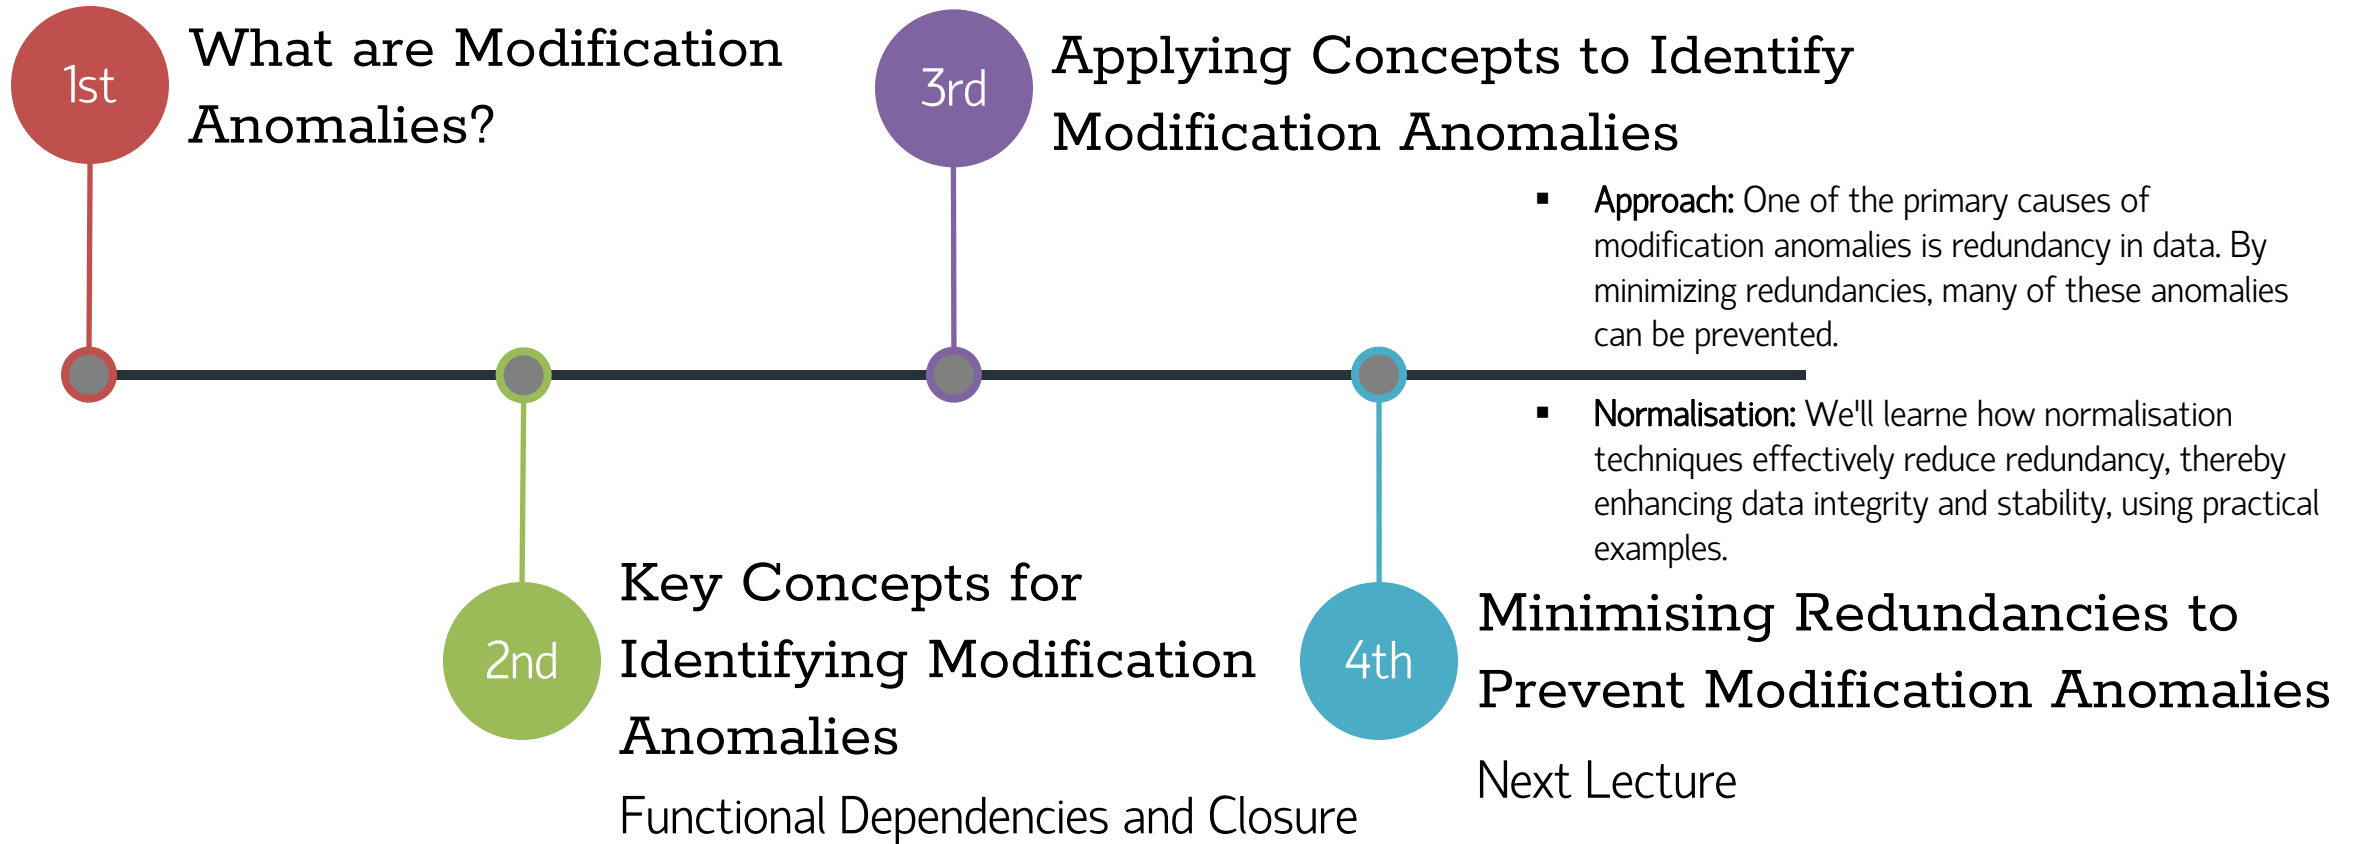 1st
What are Modification
Anomalies?
2nd
Key Concepts for
Identifying Modification
Anomalies
Functional Dependencies and Closure
3rd
Applying Concepts to Identify
Modification Anomalies
▪ Approach: One of the primary causes of
modification anomalies is redundancy in data. By
minimizing redundancies, many of these anomalies
can be prevented.
▪ Normalisation: We'll learne how normalisation
techniques effectively reduce redundancy, thereby
enhancing data integrity and stability, using practical
examples.
4th
Minimising Redundancies to
Prevent Modification Anomalies
Next Lecture